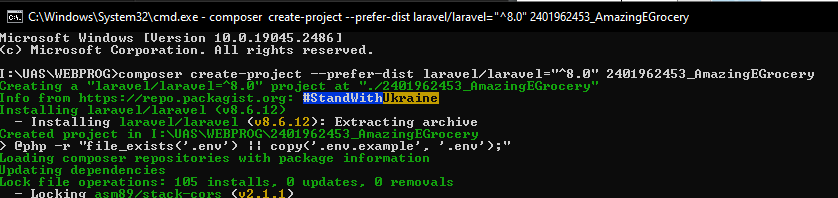 C:\Windows\System32\cmd.exe - composer create-project --prefer-dist laravel/laravel="^8.0" 2401962453_AmazingEGrocery
Microsoft Windows [Version 10.0.19045.2486]
(c) Microsoft Corporation. All rights reserved.
I:\UAS\WEBPROG>composer create-project --prefer-dist laravel/laravel="^8.0" 2401962453_AmazingEGrocery
Creating a "laravel/laravel=^8.0" project at "./2401962453_AmazingEGrocery"
Info from https://repo.packagist.org: #StandWithUkraine
Installing laravel/laravel (v8.6.12)
  - Installing laravel/laravel (v8.6.12): Extracting archive
Created project in I:\UAS\WEBPROG\2401962453_AmazingEGrocery
> @php -r "file_exists('.env') || copy('.env.example', '.env');"
Loading composer repositories with package information
Updating dependencies
Lock file operations: 105 installs, 0 updates, 0 removals
  - Locking asm89/stack-cors (v2.1.1)